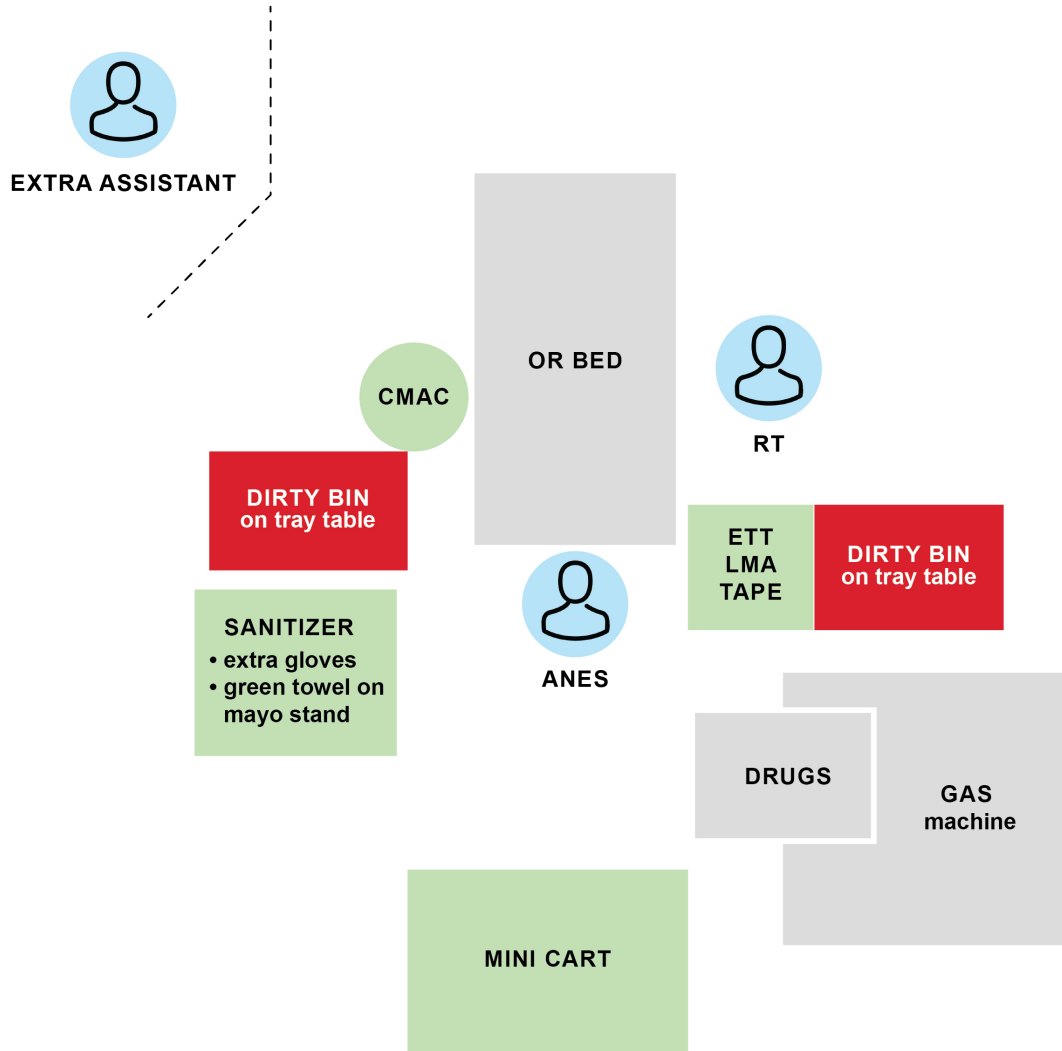 EXTRA ASSISTANT
OR BED
CMAC
RT
DIRTY BIN
on tray table
ETT
LMA
TAPE
DIRTY BIN
on tray table
SANITIZER
• extra gloves
• green towel on
mayo stand
ANES
DRUGS
GAS
machine
MINI CART